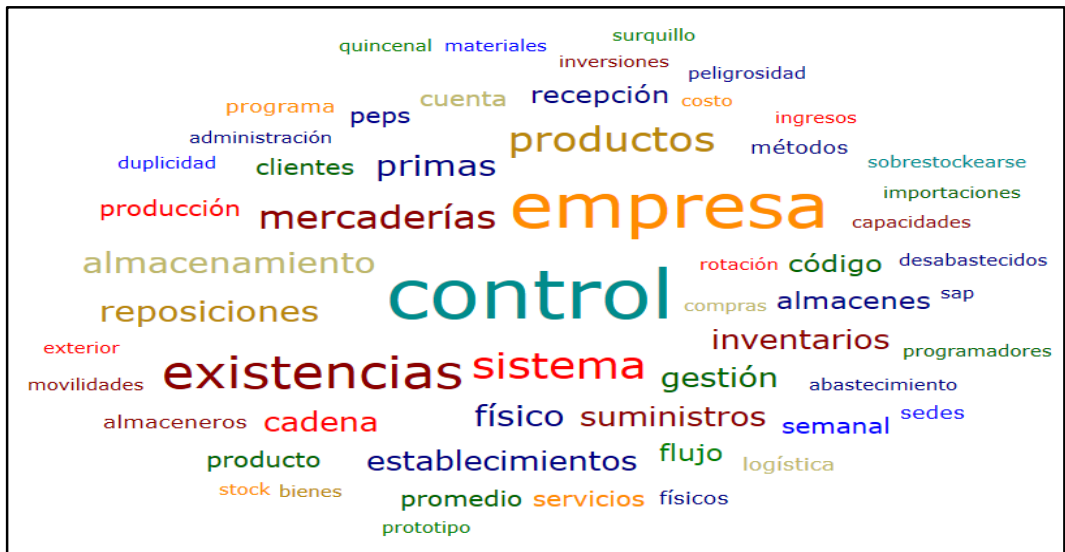 surquillo
quincenal materiales
inversiones
peligrosidad
cuenta recepción costo
programa peps
ingresos
administración productos métodos
duplicidad clientes primas sobrestockearse
importaciones
producción mercaderías empresa capacidades
almacenamiento rotación código desabastecidos
reposiciones control compras almacenes sap
exterior inventarios programadores
movilidades existencias sistema gestión abastecimiento
almaceneros cadena físico suministros semanal sedes
producto establecimientos flujo logística
stock bienes promedio servicios físicos
prototipo